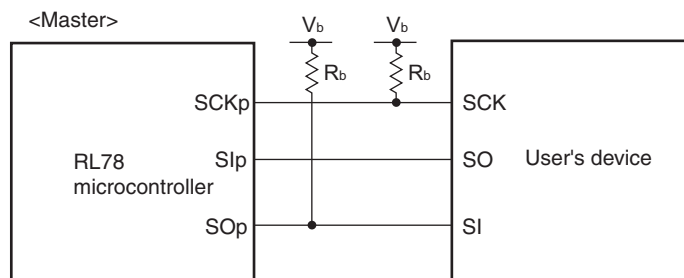 <Master>
Vb Vb
Rb Rb
SCKp SCK
RL78
microcontroller
SIp SO
User's device
SOp SI